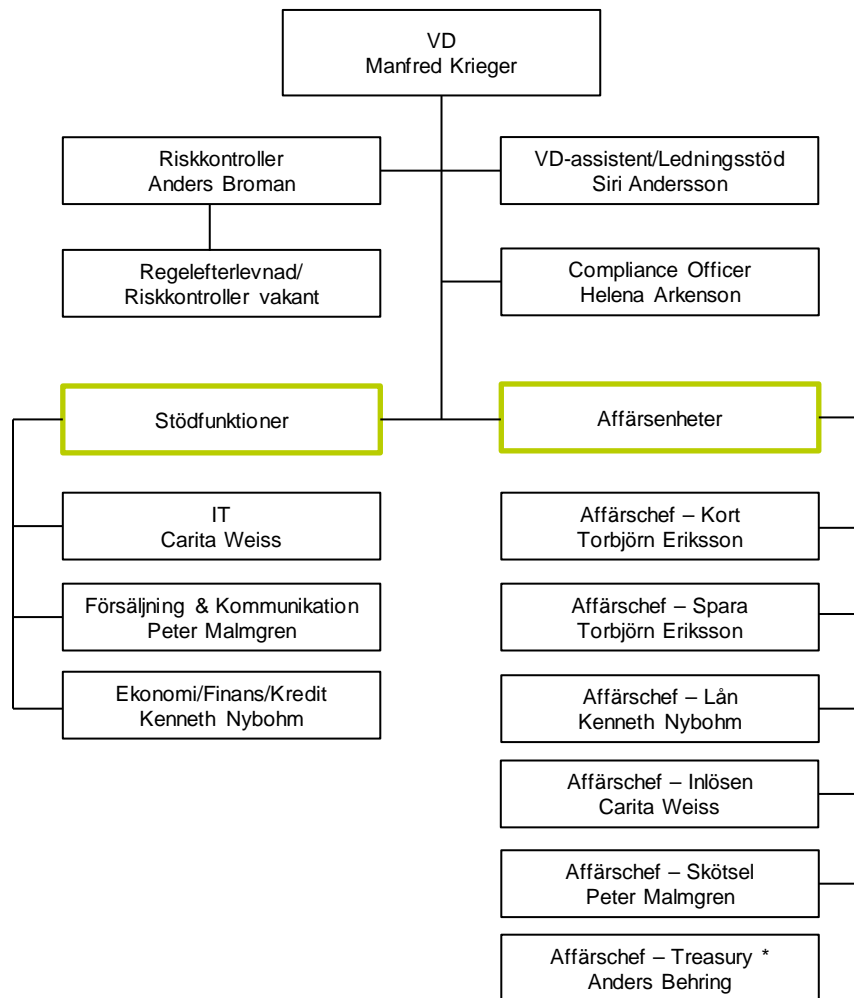 VD
Manfred Krieger
Riskkontroller
Anders Broman
VD-assistent/Ledningsstöd
Siri Andersson
Regelefterlevnad/
Riskkontroller vakant
Compliance Officer
Helena Arkenson
Stödfunktioner
Affärsenheter
IT
Carita Weiss
Försäljning & Kommunikation
Peter Malmgren
Ekonomi/Finans/Kredit
Kenneth Nybohm
Affärschef – Kort
Torbjörn Eriksson
Affärschef – Spara
Torbjörn Eriksson
Affärschef – Lån
Kenneth Nybohm
Affärschef – Inlösen
Carita Weiss
Affärschef – Skötsel
Peter Malmgren
Affärschef – Treasury *
Anders Behring